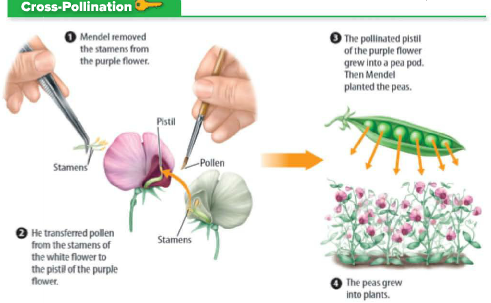 Cross-Pollination
1 Mendel removed
the stamens from
the purple flower.
Pistil
Pollen
Stamens
Stamens
2 He transferred pollen
from the stamens of
the white flower to
the pistil of the purple
flower.
3 The pollinated pistil
of the purple flower
grew into a pea pod.
Then Mendel
planted the peas.
4 The peas grew
into plants.